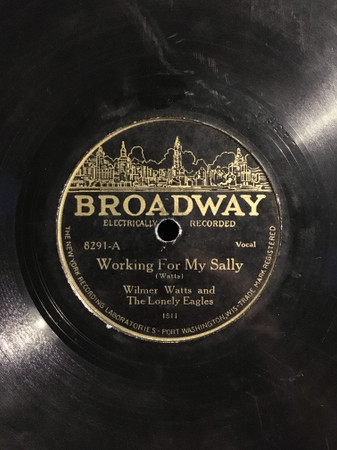 BROADWAY
ELECTRICALLY RECORDED
8291-A Vocal
Working For My Sally
(Watts)
Wilmer Watts and
The Lonely Eagles
1811
THE NEW YORK RECORDING LABORATORIES - PORT WASHINGTON, WIS. - TRADE MARK REGISTERED